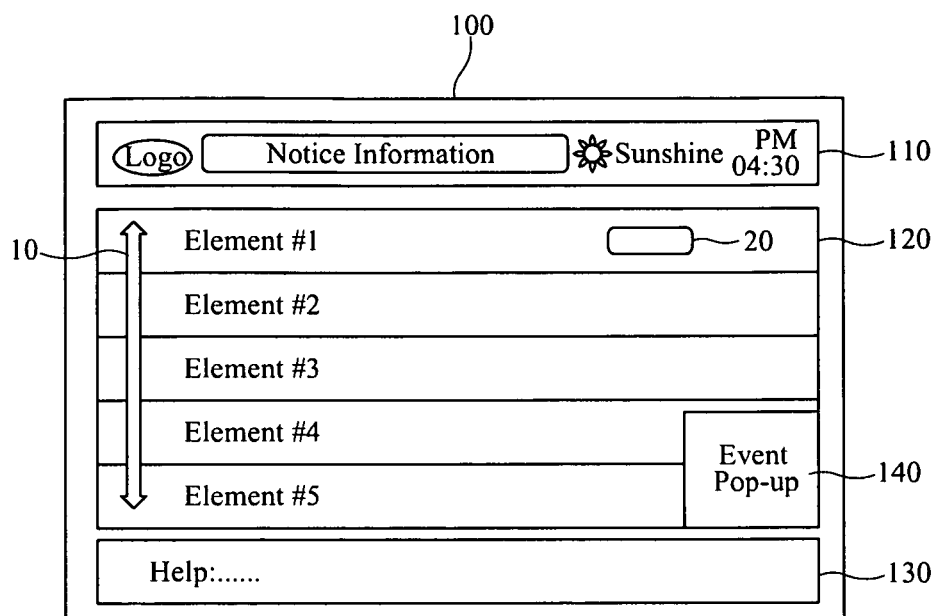 100
Logo Notice Information Sunshine PM 04:30 110
10 Element #1 20 120
Element #2
Element #3
Element #4
Element #5
Event
Pop-up 140
Help:...... 130